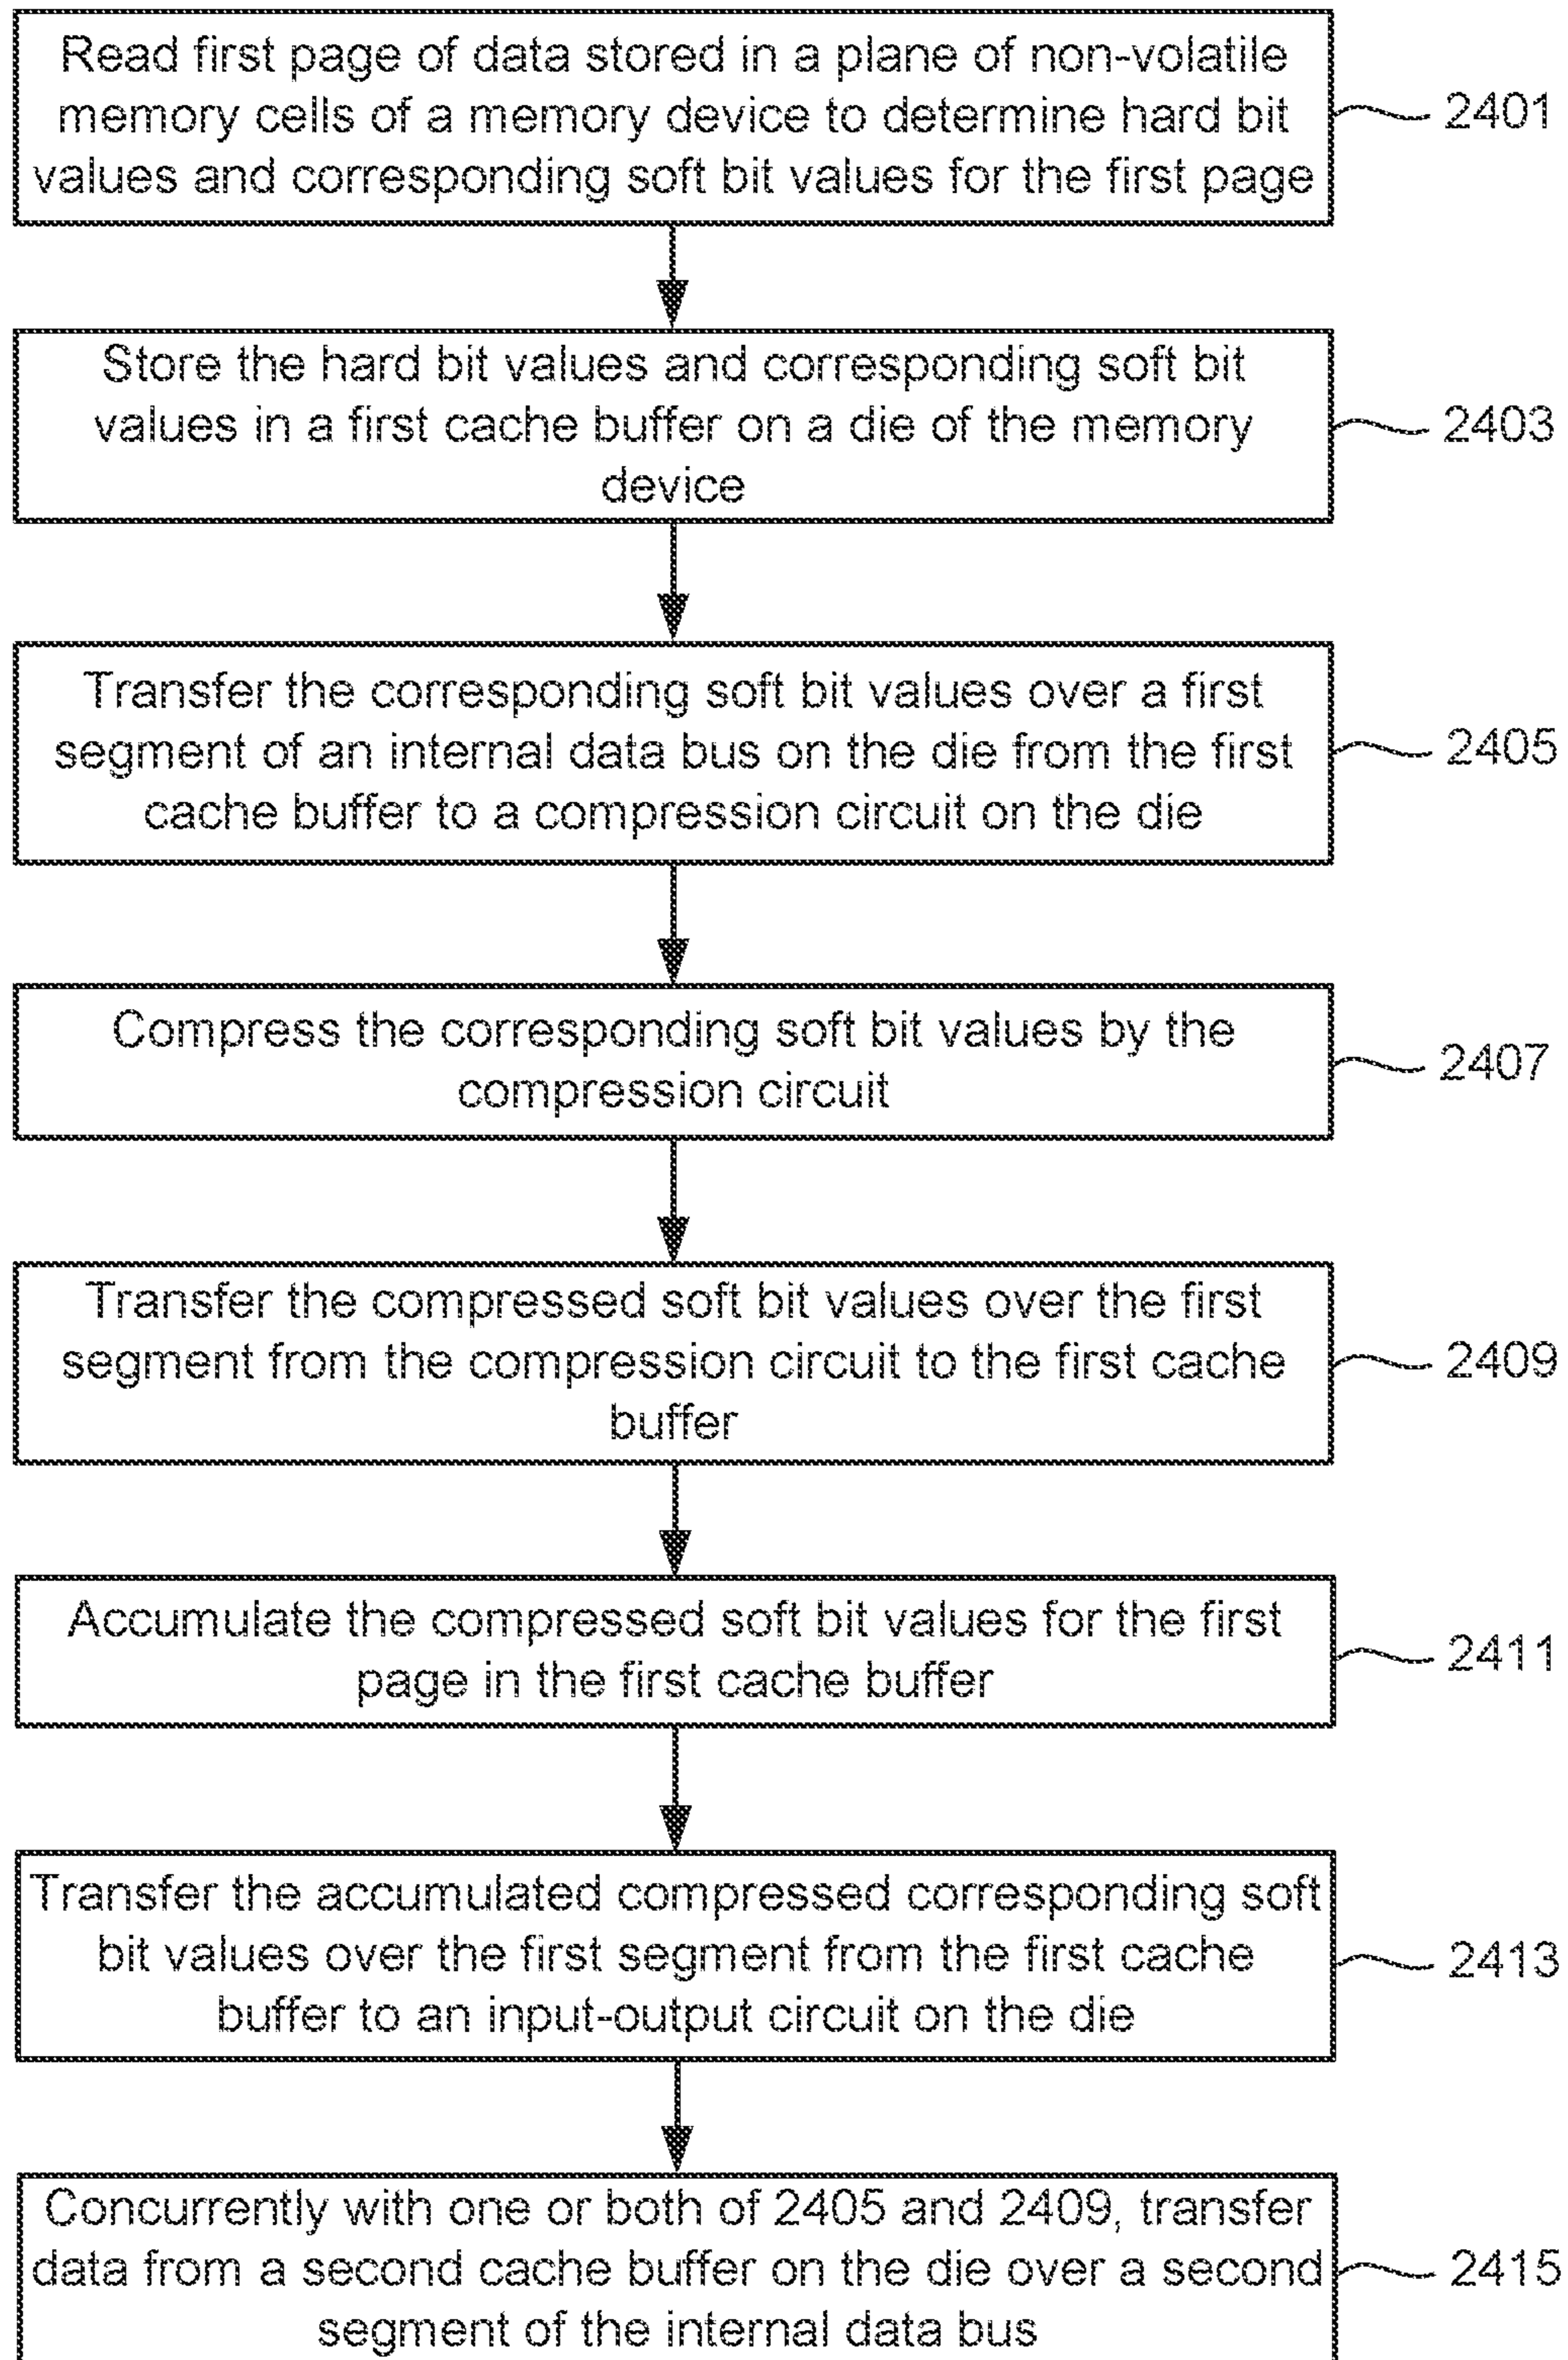 Read first page of data stored in a plane of non-volatile
memory cells of a memory device to determine hard bit
values and corresponding soft bit values for the first page
2401
Store the hard bit values and corresponding soft bit
values in a first cache buffer on a die of the memory
device
2403
Transfer the corresponding soft bit values over a first
segment of an internal data bus on the die from the first
cache buffer to a compression circuit on the die
2405
Compress the corresponding soft bit values by the
compression circuit
2407
Transfer the compressed soft bit values over the first
segment from the compression circuit to the first cache
buffer
2409
Accumulate the compressed soft bit values for the first
page in the first cache buffer
2411
Transfer the accumulated compressed corresponding soft
bit values over the first segment from the first cache
buffer to an input-output circuit on the die
2413
Concurrently with one or both of 2405 and 2409, transfer
data from a second cache buffer on the die over a second
segment of the internal data bus
2415